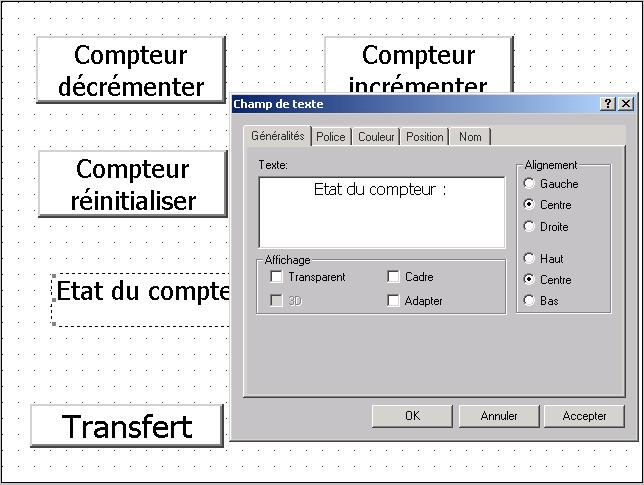 Compteur
décrémenter
Compteur
incrémenter
Compteur
réinitialiser
Etat du compte
Transfert
Champ de texte
Généralités Police Couleur Position Nom
Texte:
Etat du compteur :
Affichage
Transparent Cadre
3D Adapter
Alignement
Gauche
Centre
Droite
Haut
Centre
Bas
OK Annuler Accepter